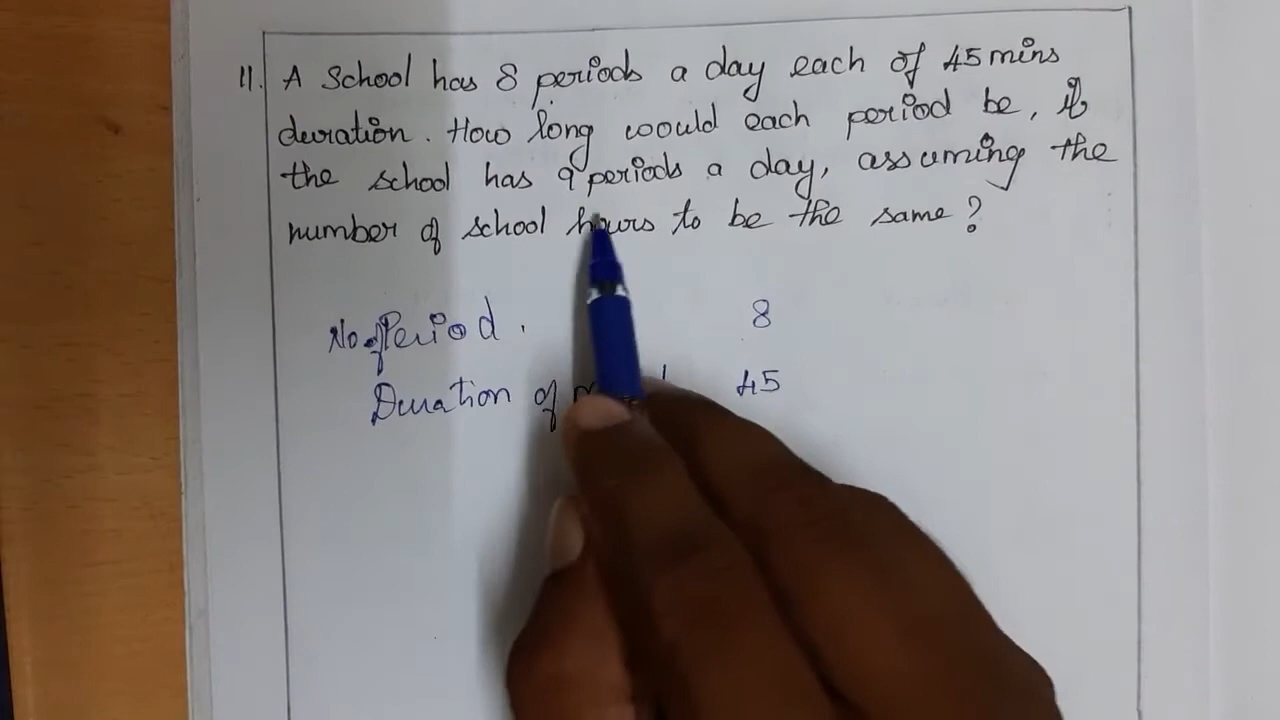 11. A School has 8 periods a day each of 45 mins
duration. How long would each period be, if
the school has 9 periods a day, assuming the
number of school hours to be the same?
No. of Period. 8
Duration of 45